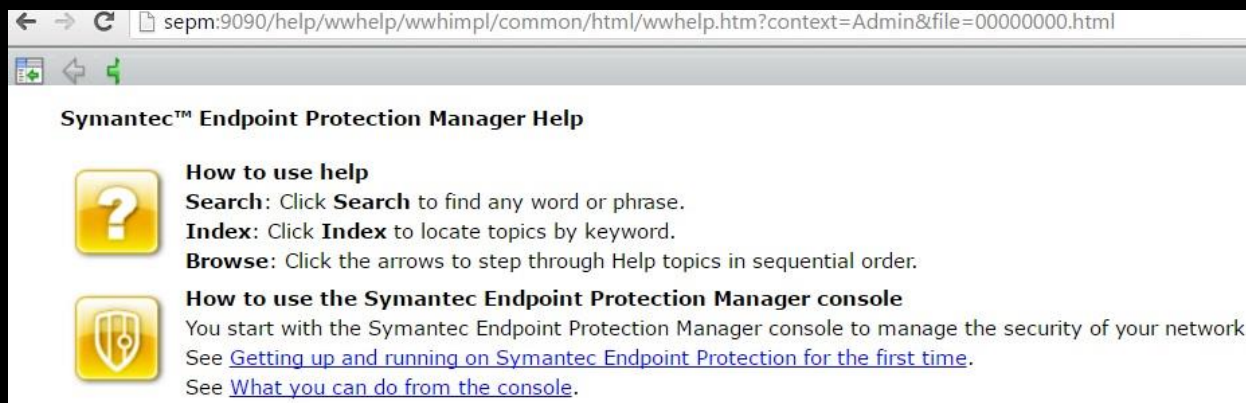 sepm:9090/help/wwhelp/wwhimpl/common/html/wwhelp.htm?context=Admin&file=00000000.html
Symantec™ Endpoint Protection Manager Help
How to use help
Search: Click Search to find any word or phrase.
Index: Click Index to locate topics by keyword.
Browse: Click the arrows to step through Help topics in sequential order.
How to use the Symantec Endpoint Protection Manager console
You start with the Symantec Endpoint Protection Manager console to manage the security of your network
See Getting up and running on Symantec Endpoint Protection for the first time.
See What you can do from the console.